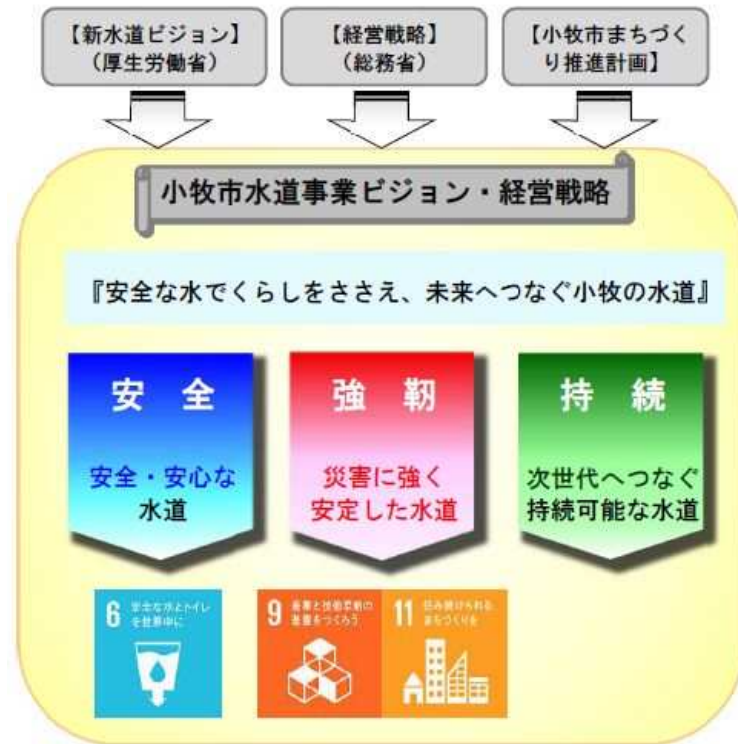 【新水道ビジョン】
（厚生労働省）
【経営戦略】
（総務省）
【小牧市まちづく
り推進計画】
小牧市水道事業ビジョン・経営戦略
『安全な水でくらしをささえ、未来へつなぐ小牧の水道』
安 全
安全・安心な
水道
強 靭
災害に強く
安定した水道
持 続
次世代へつなぐ
持続可能な水道
6 安全な水とトイレ
を世界中に
9 産業と技術革新の
基盤をつくろう
11 住み続けられる
まちづくりを